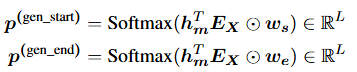 p^(gen_start) = Softmax(h_m^T E_X ⊙ w_s) ∈ ℝ^L
p^(gen_end) = Softmax(h_m^T E_X ⊙ w_e) ∈ ℝ^L